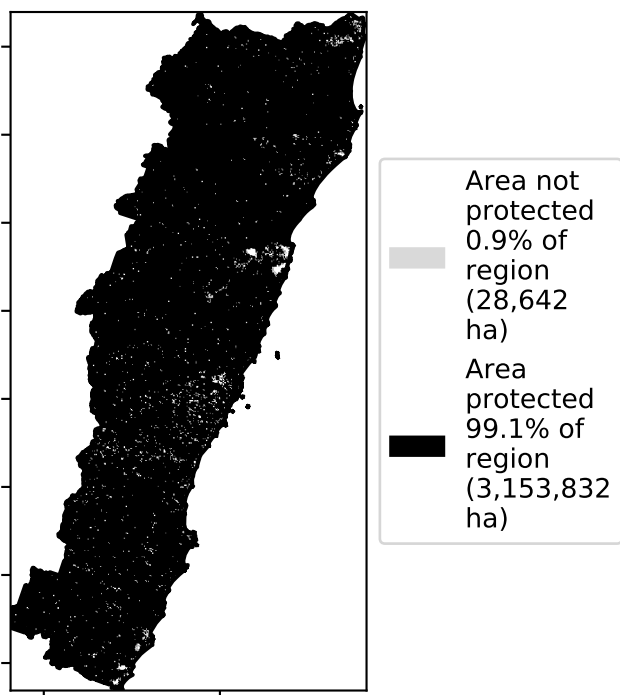 Area not
protected
0.9% of
region
(28,642
ha)
Area
protected
99.1% of
region
(3,153,832
ha)